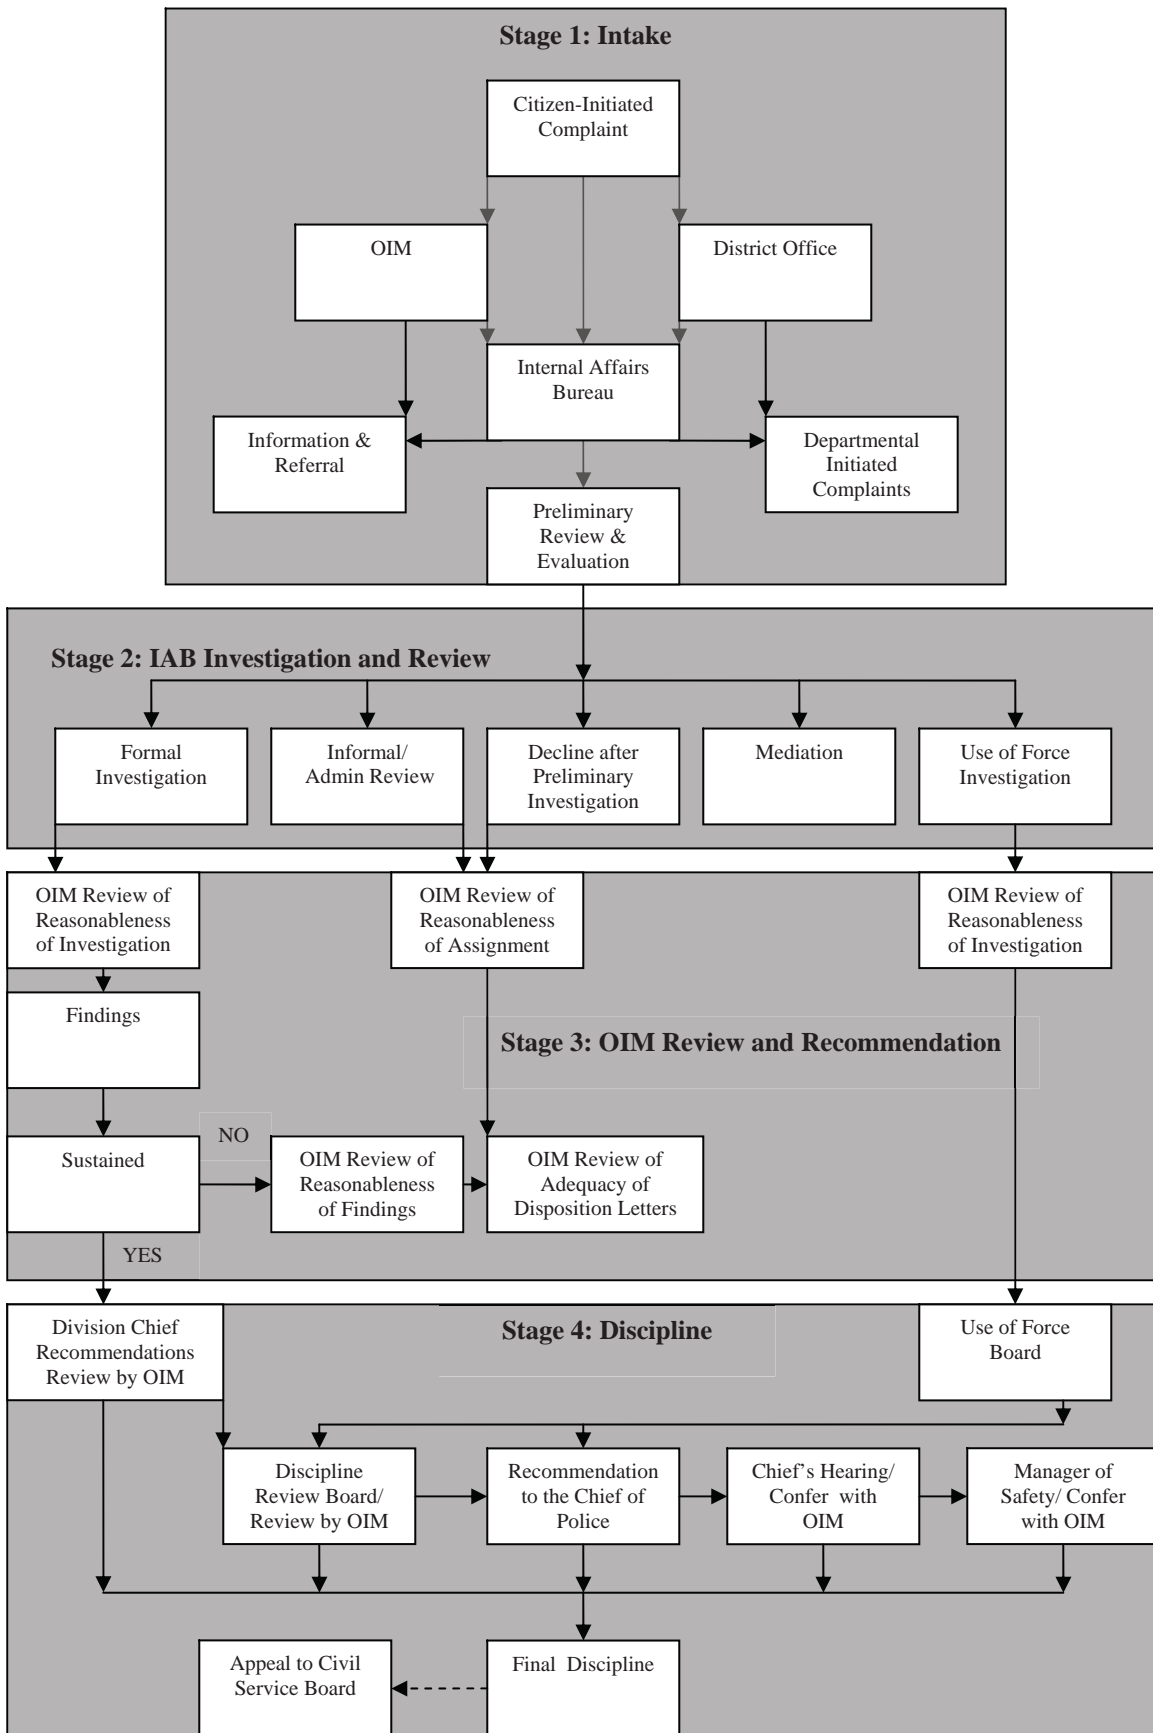 Stage 1: Intake
Citizen-Initiated
Complaint
OIM
District Office
Internal Affairs
Bureau
Information &
Referral
Departmental
Initiated
Complaints
Preliminary
Review &
Evaluation
Stage 2: IAB Investigation and Review
Formal
Investigation
Informal/
Admin Review
Decline after
Preliminary
Investigation
Mediation
Use of Force
Investigation
OIM Review of
Reasonableness
of Investigation
OIM Review of
Reasonableness
of Assignment
OIM Review of
Reasonableness
of Investigation
Findings
Stage 3: OIM Review and Recommendation
Sustained
NO
OIM Review of
Reasonableness
of Findings
OIM Review of
Adequacy of
Disposition Letters
YES
Division Chief
Recommendations
Review by OIM
Stage 4: Discipline
Use of Force
Board
Discipline
Review Board/
Review by OIM
Recommendation
to the Chief of
Police
Chief's Hearing/
Confer with
OIM
Manager of
Safety/ Confer
with OIM
Appeal to Civil
Service Board
Final Discipline